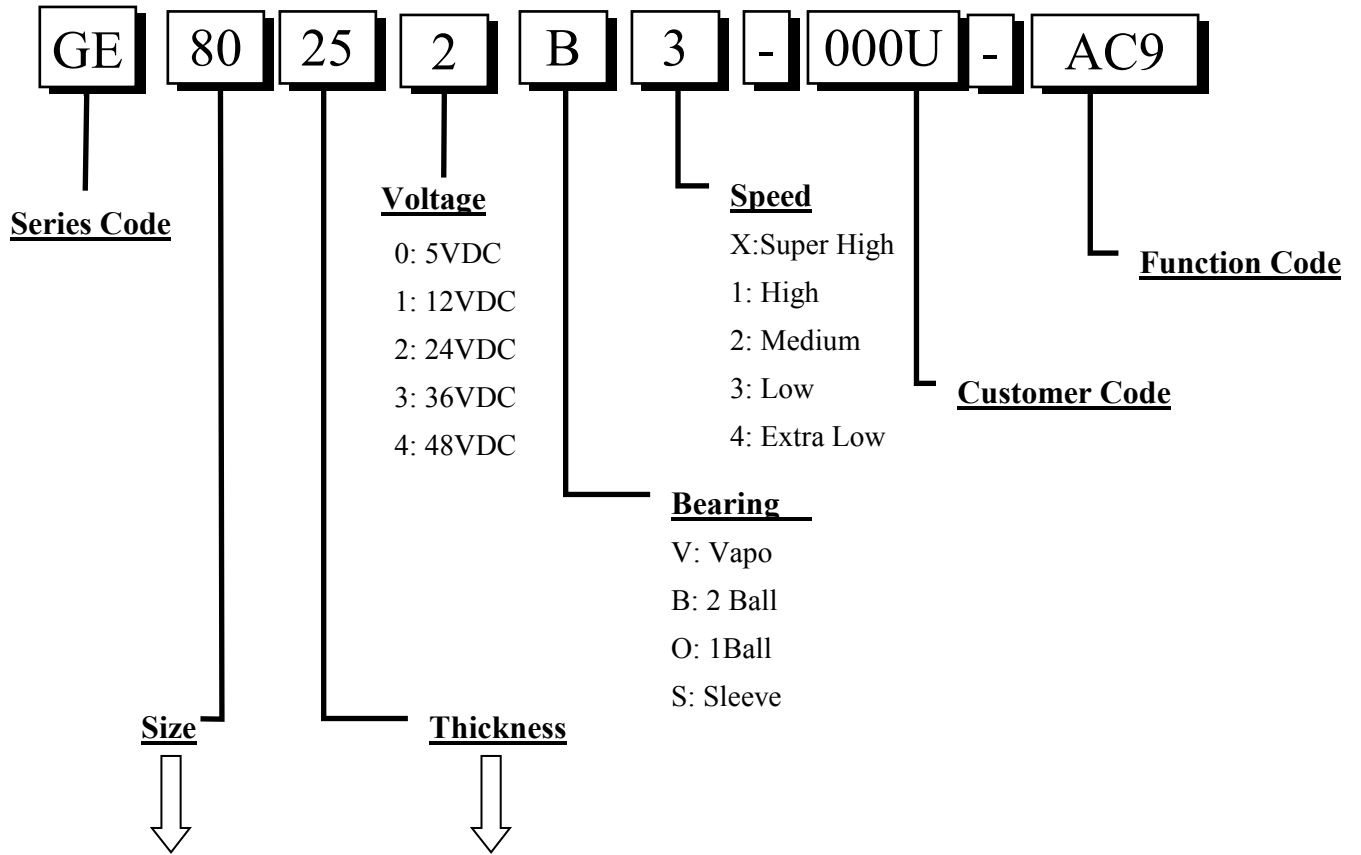 GE 80 25 2 B 3 - 000U - AC9
Series Code
Voltage
0: 5VDC
1: 12VDC
2: 24VDC
3: 36VDC
4: 48VDC
Speed
X:Super High
1: High
2: Medium
3: Low
4: Extra Low
Function Code
Customer Code
Bearing
V: Vapo
B: 2 Ball
O: 1Ball
S: Sleeve
Size
Thickness